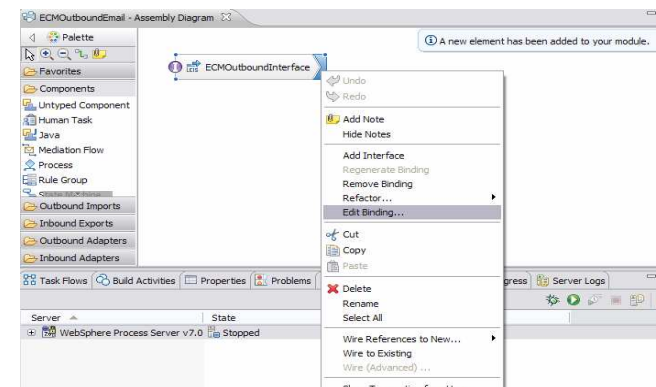 ECMOutboundEmail - Assembly Diagram
Palette
A new element has been added to your module.
Favorites
Components
Untyped Component
Human Task
Java
Mediation Flow
Process
Rule Group
Outbound Imports
Inbound Exports
Outbound Adapters
Inbound Adapters
ECMOutboundInterface
Undo
Redo
Add Note
Hide Notes
Add Interface
Regenerate Binding
Remove Binding
Refactor...
Edit Binding...
Cut
Copy
Paste
Delete
Rename
Select All
Wire References to New...
Wire to Existing
Wire (Advanced) ...
Task Flows Build Activities Properties Problems gress Server Logs
Server State
WebSphere Process Server v7.0 Stopped